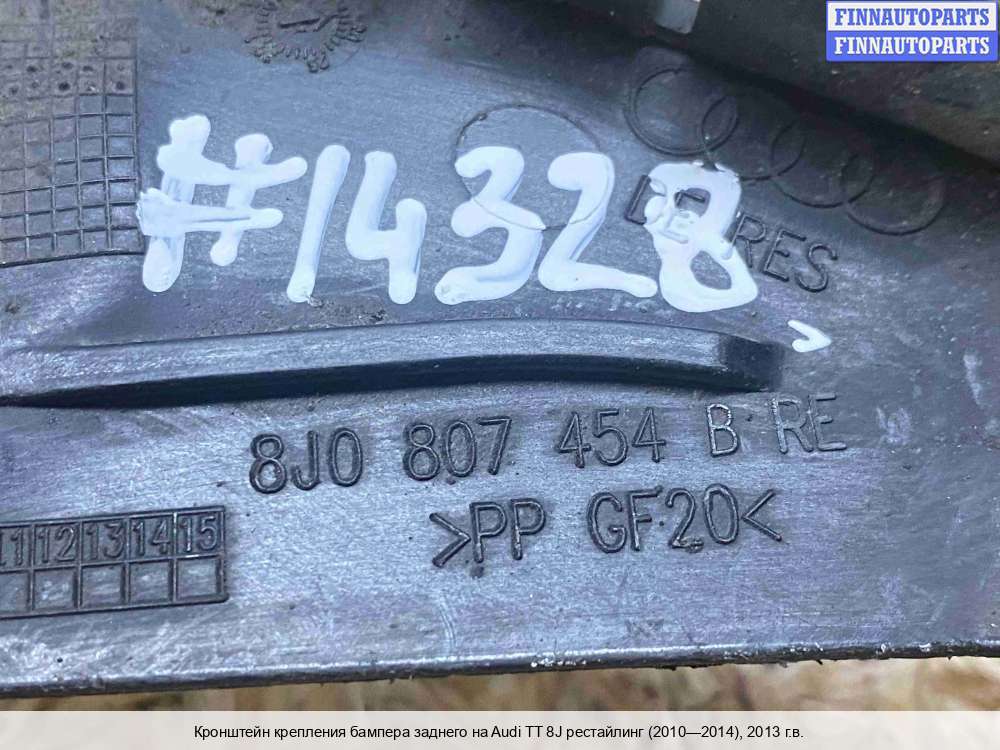 FINNAUTOPARTS
FINNAUTOPARTS
#14328
8J0 807 454 B RE
>PP GF20<
11 12 13 14 15
Кронштейн крепления бампера заднего на Audi TT 8J рестайлинг (2010—2014), 2013 г.в.